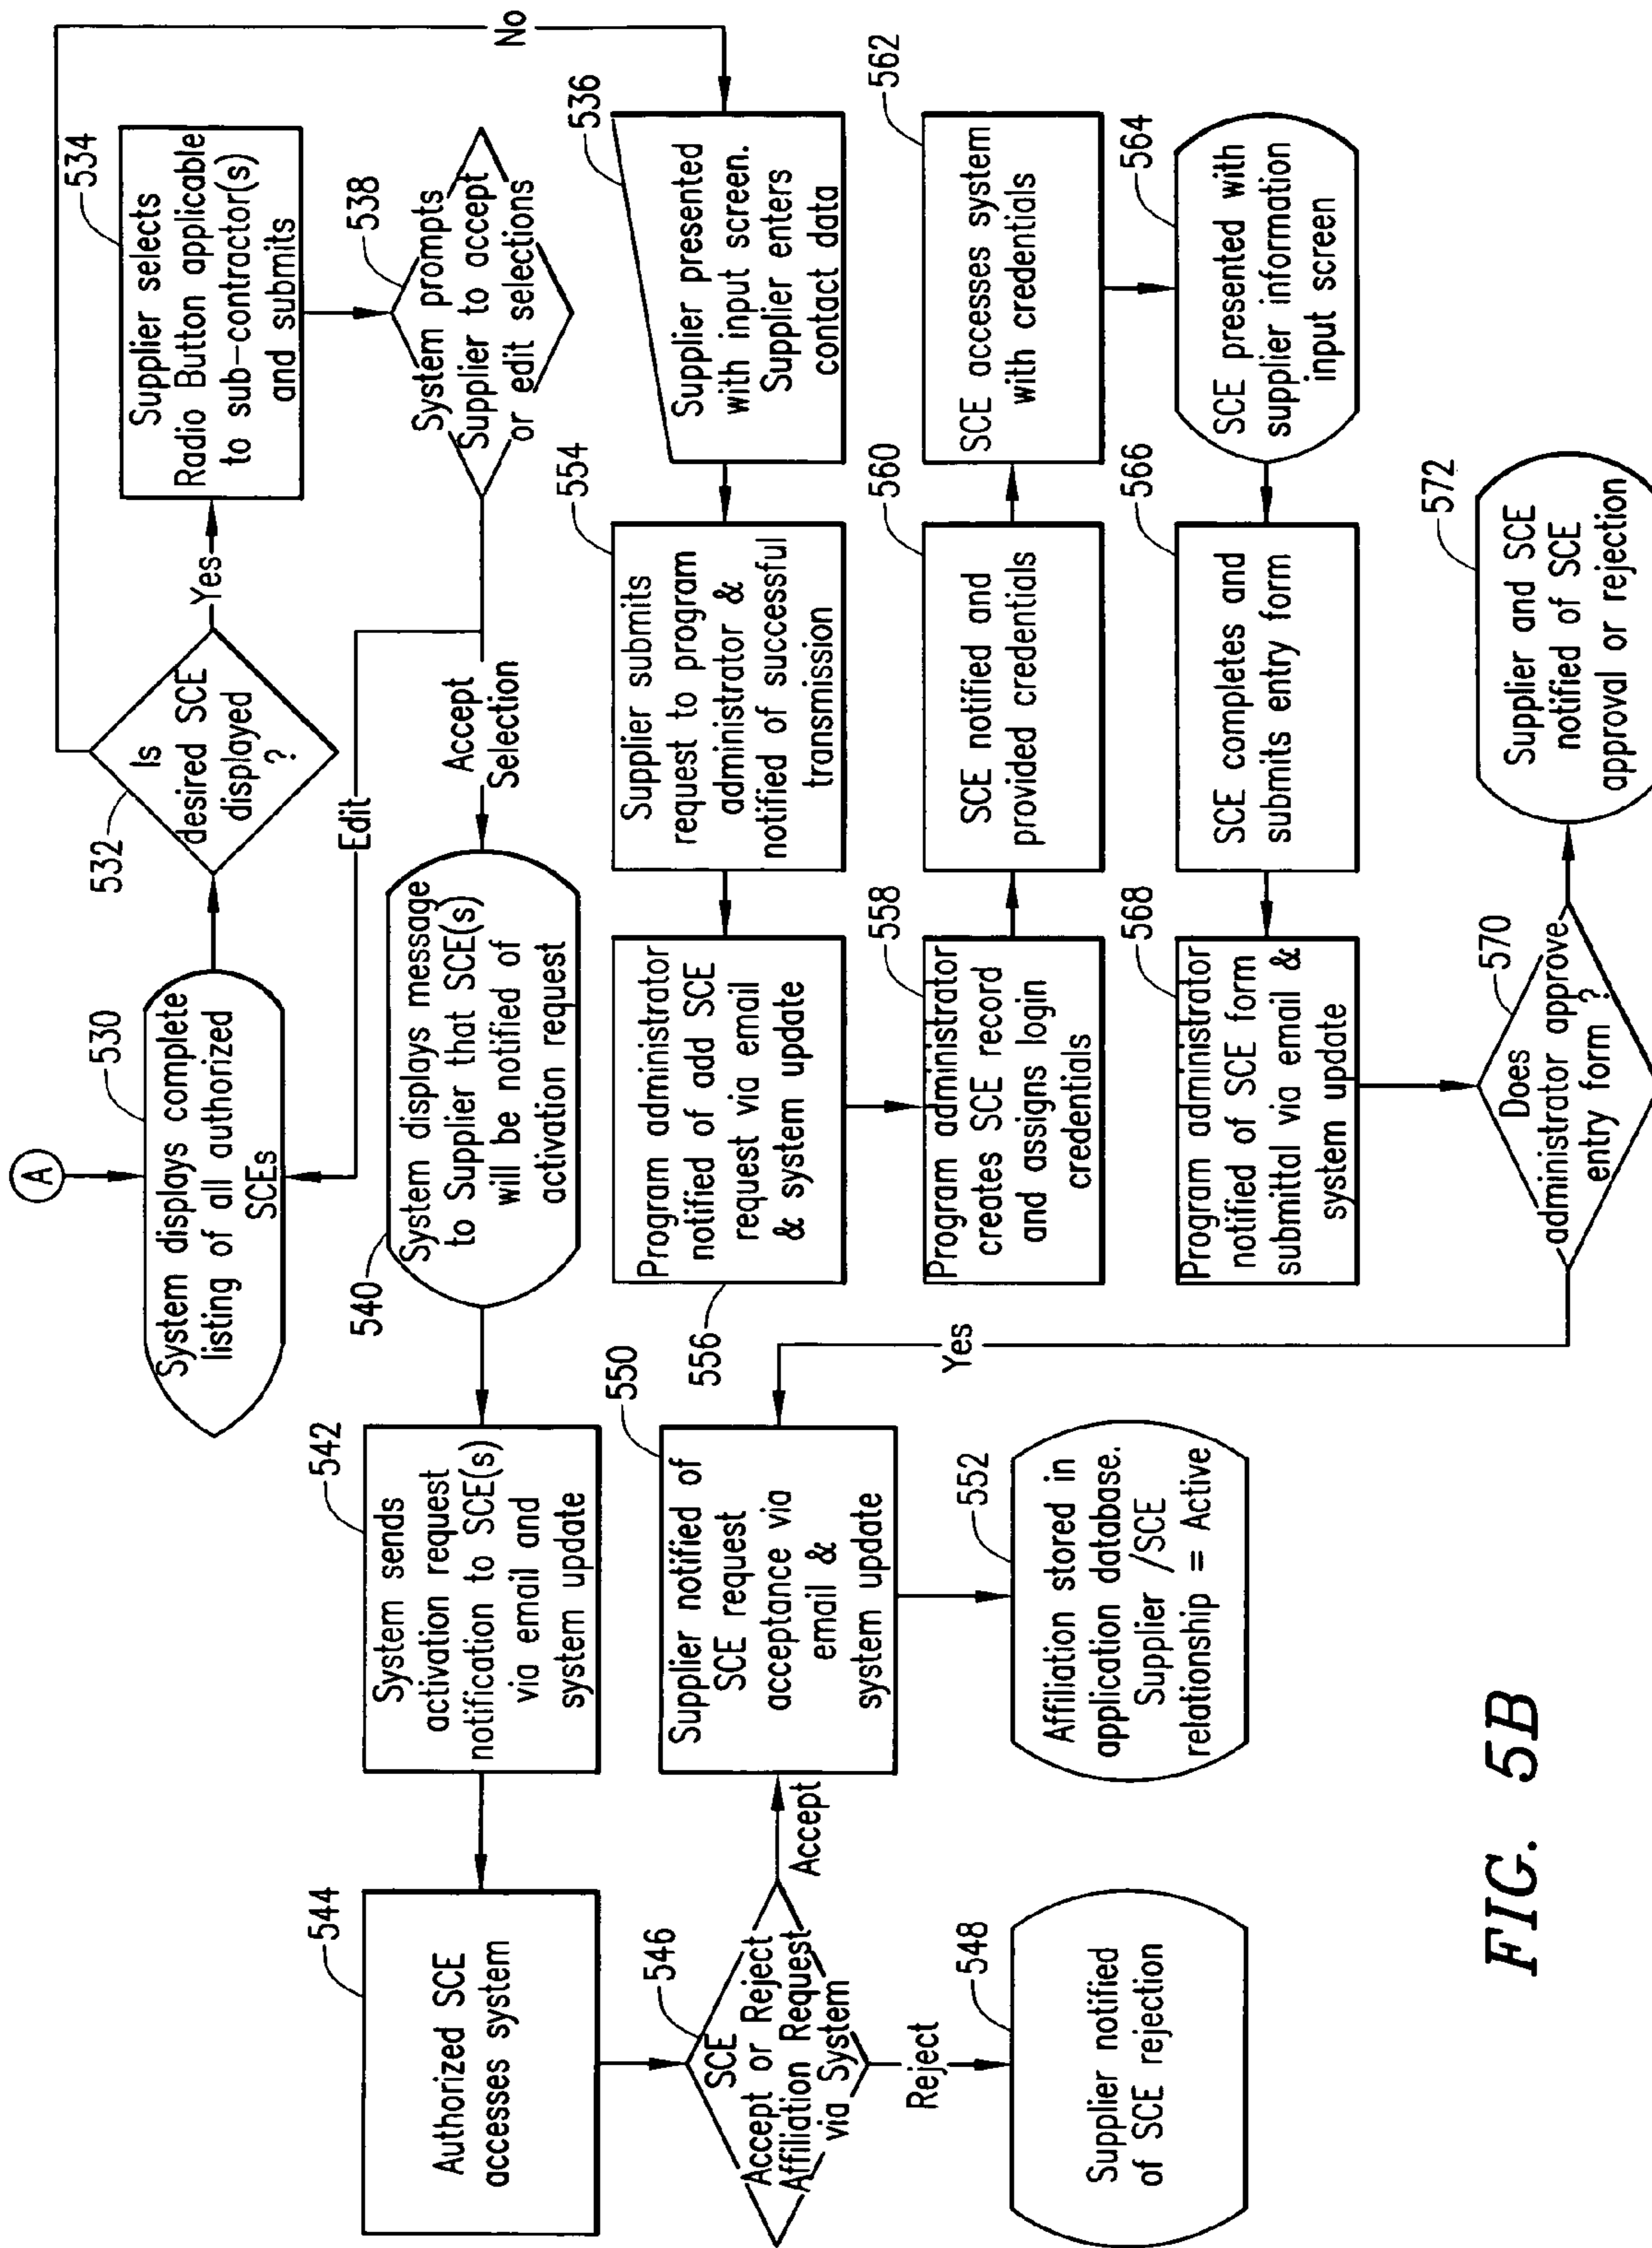 A
530
System displays complete
listing of all authorized
SCEs
532
Is
desired SCE
displayed
?
Yes
No
534
Supplier selects
Radio Button applicable
to sub-contractor(s)
and submits
538
System prompts
Supplier to accept
or edit selections
Edit
Accept
Selection
540
System displays message
to Supplier that SCE(s)
will be notified of
activation request
542
System sends
activation request
notification to SCE(s)
via email and
system update
544
Authorized SCE
accesses system
546
SCE
Accept or Reject
Affiliation Request
via System
Accept
Reject
548
Supplier notified
of SCE rejection
550
Supplier notified of
SCE request
acceptance via
email &
system update
552
Affiliation stored in
application database.
Supplier /SCE
relationship = Active
536
Supplier presented
with input screen.
Supplier enters
contact data
554
Supplier submits
request to program
administrator &
notified of successful
transmission
556
Program administrator
notified of add SCE
request via email
& system update
558
Program administrator
creates SCE record
and assigns login
credentials
560
SCE notified and
provided credentials
562
SCE accesses system
with credentials
564
SCE presented with
supplier information
input screen
566
SCE completes and
submits entry form
568
Program administrator
notified of SCE form
submittal via email &
system update
570
Does
administrator approve
entry form ?
Yes
572
Supplier and SCE
notified of SCE
approval or rejection
FIG. 5B